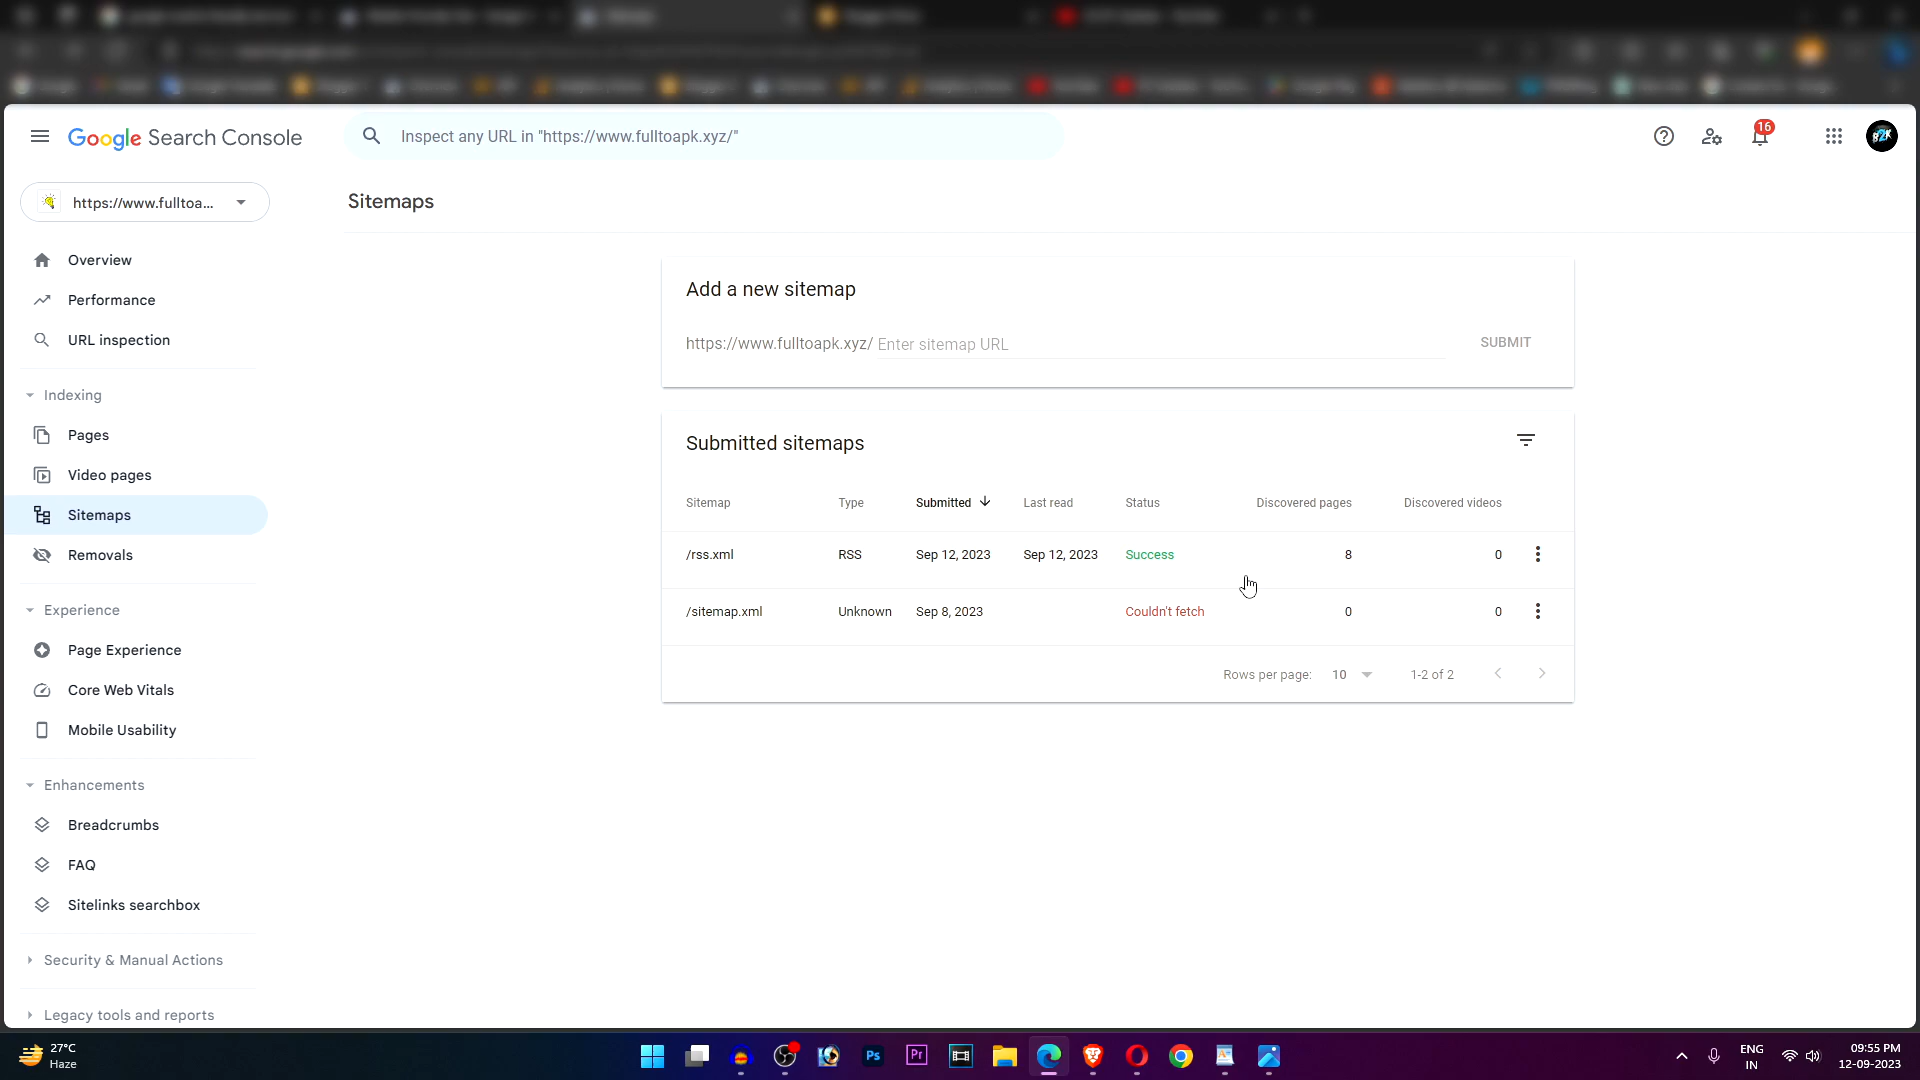 Google Search Console
Inspect any URL in "https://www.fulltoapk.xyz/"
16
https://www.fulltoa...
Sitemaps
Overview
Performance
URL inspection
Indexing
Pages
Video pages
Sitemaps
Removals
Experience
Page Experience
Core Web Vitals
Mobile Usability
Enhancements
Breadcrumbs
FAQ
Sitelinks searchbox
Security & Manual Actions
Legacy tools and reports
Add a new sitemap
https://www.fulltoapk.xyz/ Enter sitemap URL SUBMIT
Submitted sitemaps
Sitemap Type Submitted Last read Status Discovered pages Discovered videos
/rss.xml RSS Sep 12, 2023 Sep 12, 2023 Success 8 0
/sitemap.xml Unknown Sep 8, 2023 Couldn't fetch 0 0
Rows per page: 10 1-2 of 2
27°C
Haze
Ps
Pr
ENG
IN
09:55 PM
12-09-2023